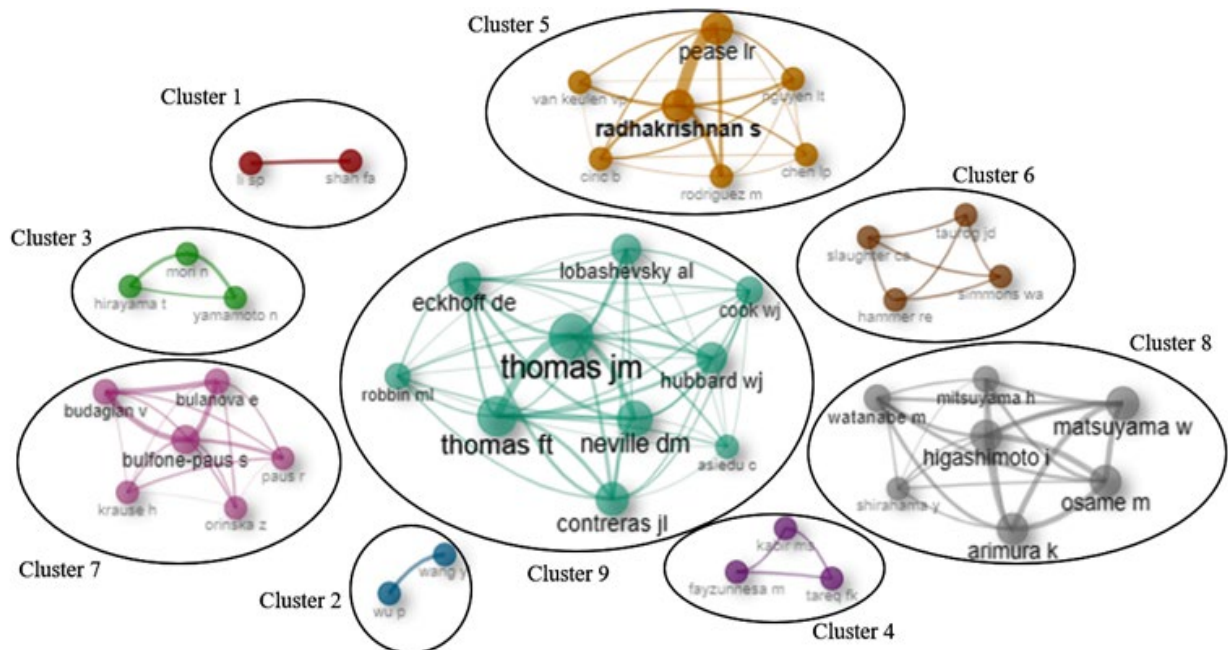 Cluster 5
pease lr
van keulen vp
nguyen lt
radhakrishnan s
ciric b
chen lp
rodriguez m
Cluster 1
li sp
shah fa
Cluster 6
taurog jd
slaughter ca
simmons wa
hammer re
Cluster 3
mori n
hirayama t
yamamoto n
lobashevsky al
eckhoff de
cook wj
thomas jm
hubbard wj
robbin ml
thomas ft
neville dm
asiedu c
contreras jl
Cluster 9
Cluster 8
mitsuyama h
watanabe m
matsuyama w
higashimoto i
shirahama y
osame m
arimura k
budagian v
bulanova e
bulfone-paus s
paus r
krause h
orinska z
Cluster 7
wang y
wu p
Cluster 2
kabir ms
fayzunnesa m
tareq fk
Cluster 4